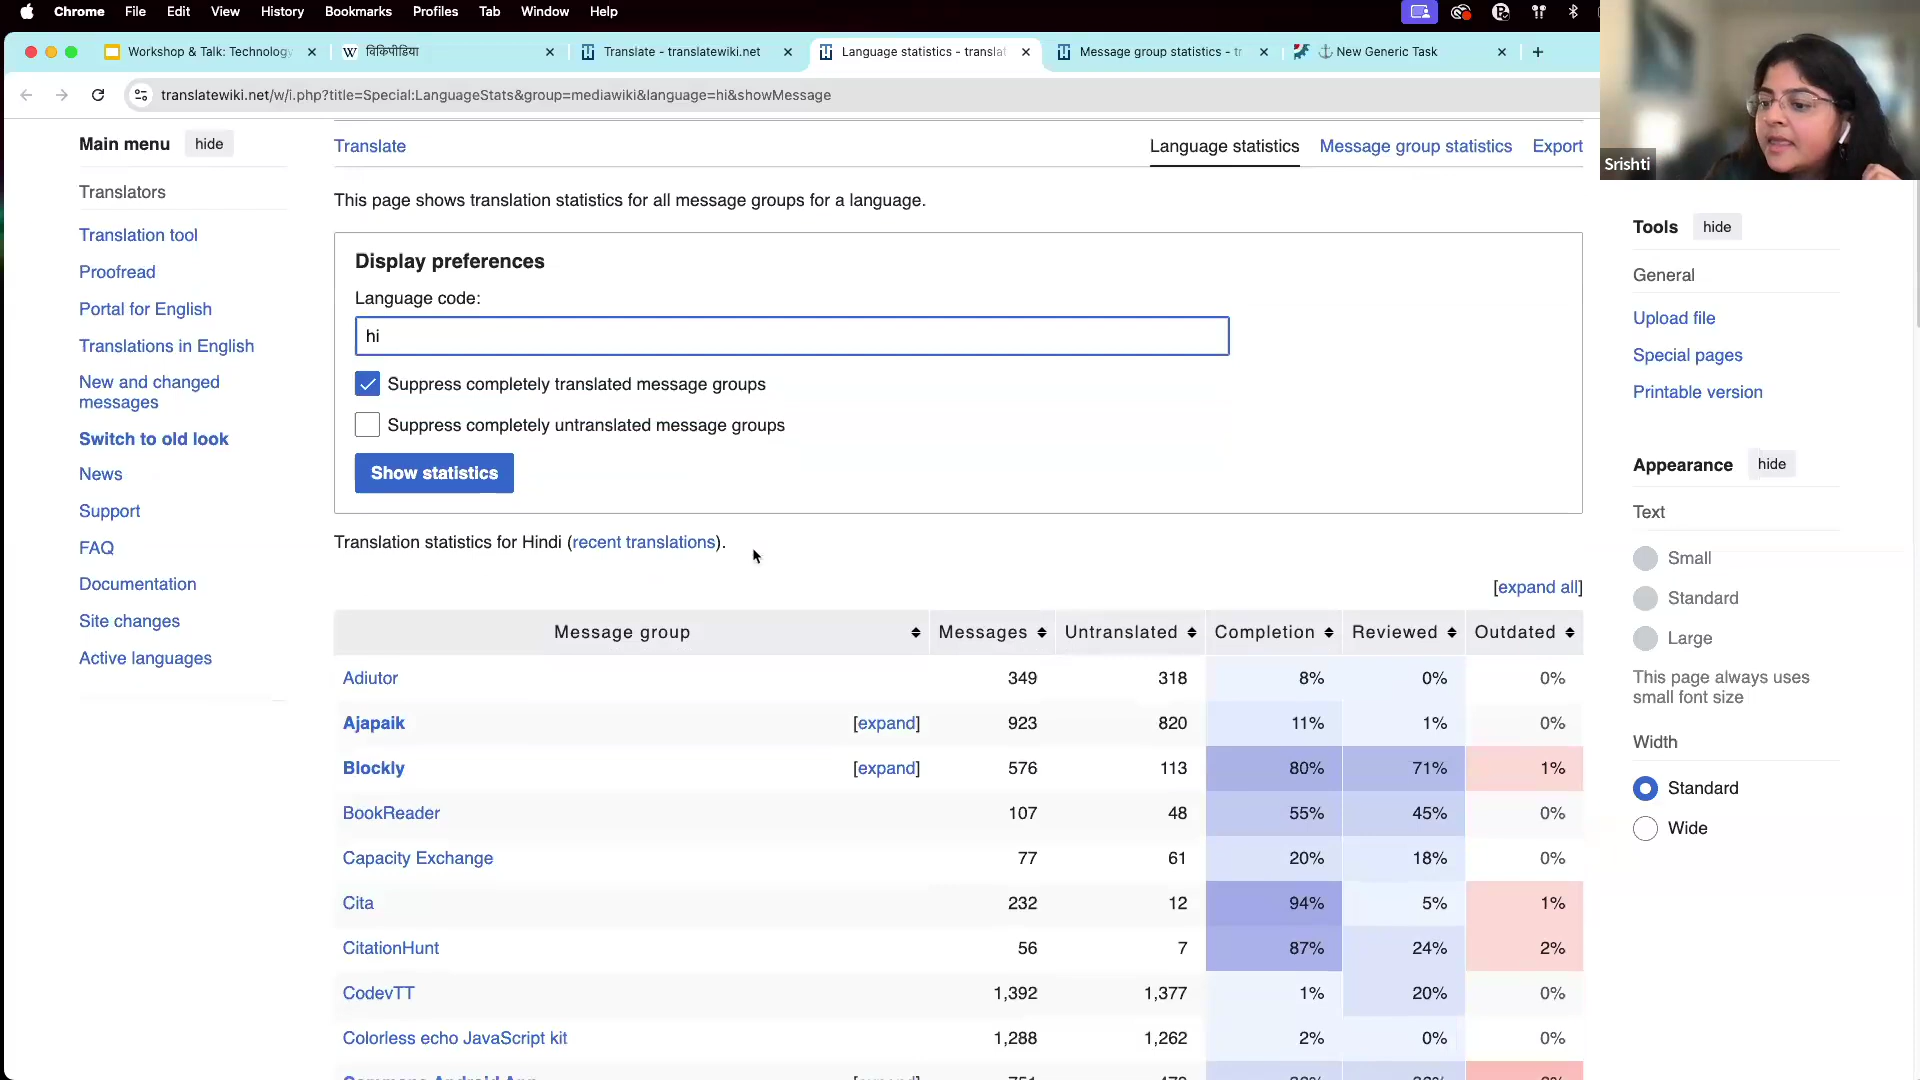 Chrome File Edit View History Bookmarks Profiles Tab Window Help
Workshop & Talk: Technology
विकिपीडिया
Translate - translatewiki.net
Language statistics - translat
Message group statistics - tr
New Generic Task
translatewiki.net/w/i.php?title=Special:LanguageStats&group=mediawiki&language=hi&showMessage
Srishti
Main menu hide
Translators
Translation tool
Proofread
Portal for English
Translations in English
New and changed
messages
Switch to old look
News
Support
FAQ
Documentation
Site changes
Active languages
Translate
Language statistics Message group statistics Export
This page shows translation statistics for all message groups for a language.
Display preferences
Language code:
hi
Suppress completely translated message groups
Suppress completely untranslated message groups
Show statistics
Translation statistics for Hindi (recent translations).
[expand all]
Message group Messages Untranslated Completion Reviewed Outdated
Adiutor 349 318 8% 0% 0%
Ajapaik [expand] 923 820 11% 1% 0%
Blockly [expand] 576 113 80% 71% 1%
BookReader 107 48 55% 45% 0%
Capacity Exchange 77 61 20% 18% 0%
Cita 232 12 94% 5% 1%
CitationHunt 56 7 87% 24% 2%
CodevTT 1,392 1,377 1% 20% 0%
Colorless echo JavaScript kit 1,288 1,262 2% 0% 0%
Tools hide
General
Upload file
Special pages
Printable version
Appearance hide
Text
Small
Standard
Large
This page always uses
small font size
Width
Standard
Wide